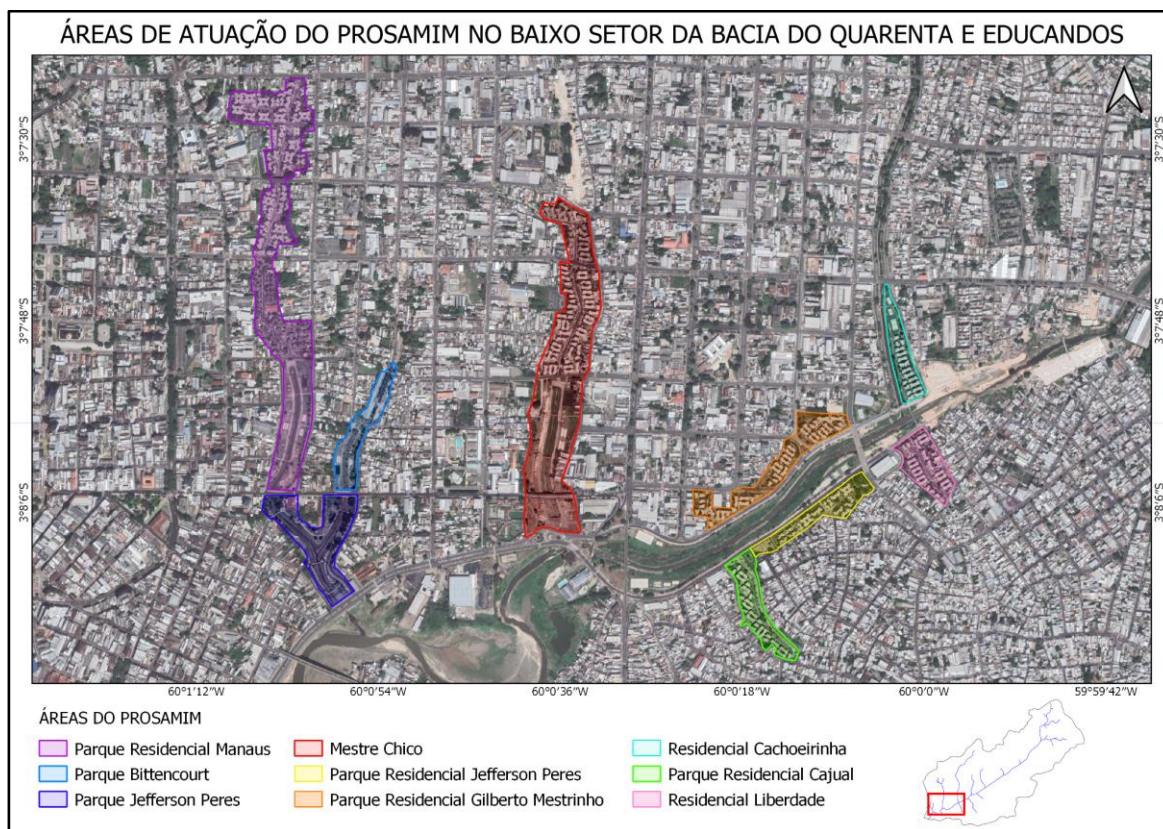 ÁREAS DE ATUAÇÃO DO PROSAMIM NO BAIXO SETOR DA BACIA DO QUARENTA E EDUCANDOS
3°7'30"S
3°7'30"S
3°7'48"S
3°7'48"S
3°8'6"S
3°8'6"S
60°1'12"W
60°0'54"W
60°0'36"W
60°0'18"W
60°0'0"W
59°59'42"W
ÁREAS DO PROSAMIM
Parque Residencial Manaus
Parque Bittencourt
Parque Jefferson Peres
Mestre Chico
Parque Residencial Jefferson Peres
Parque Residencial Gilberto Mestrinho
Residencial Cachoeirinha
Parque Residencial Cajual
Residencial Liberdade